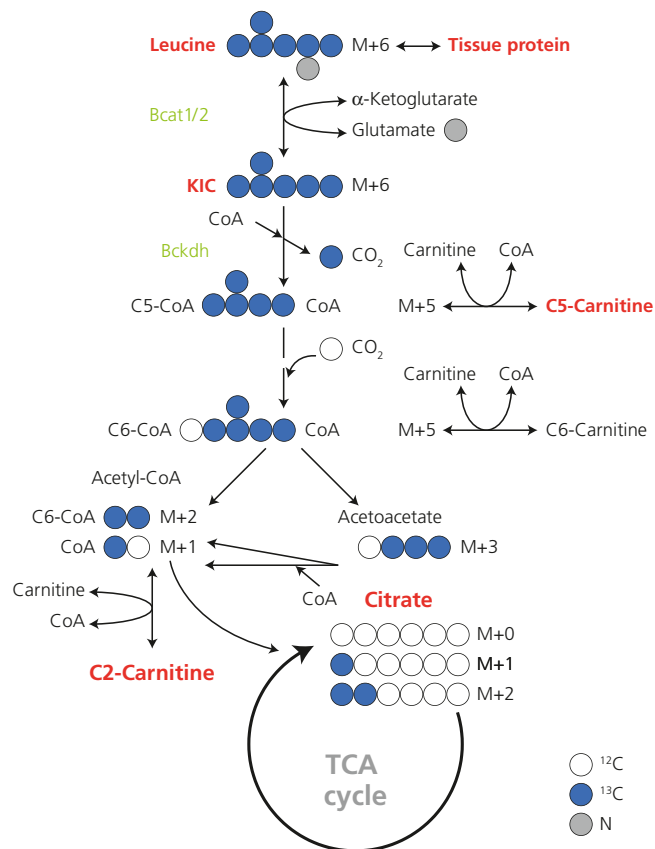 Leucine M+6 Tissue protein
Bcat1/2
α-Ketoglutarate
Glutamate
KIC M+6
CoA
Bckdh
CO2
C5-CoA CoA
Carnitine CoA
M+5 C5-Carnitine
CO2
Carnitine CoA
C6-CoA CoA
M+5 C6-Carnitine
Acetyl-CoA
C6-CoA M+2
CoA M+1
Acetoacetate
M+3
Carnitine
CoA
CoA
C2-Carnitine
Citrate
M+0
M+1
M+2
TCA
cycle
12C
13C
N